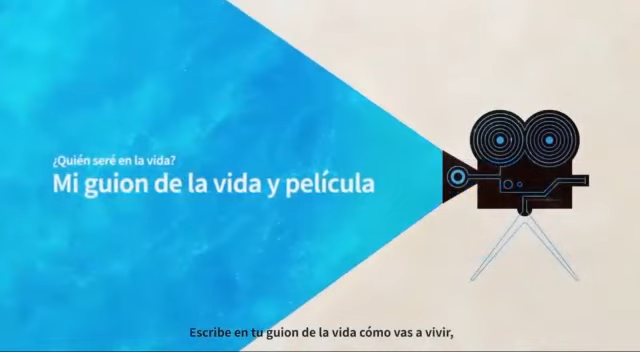 ¿Quién seré en la vida?
Mi guion de la vida y película
Escribe en tu guion de la vida cómo vas a vivir,